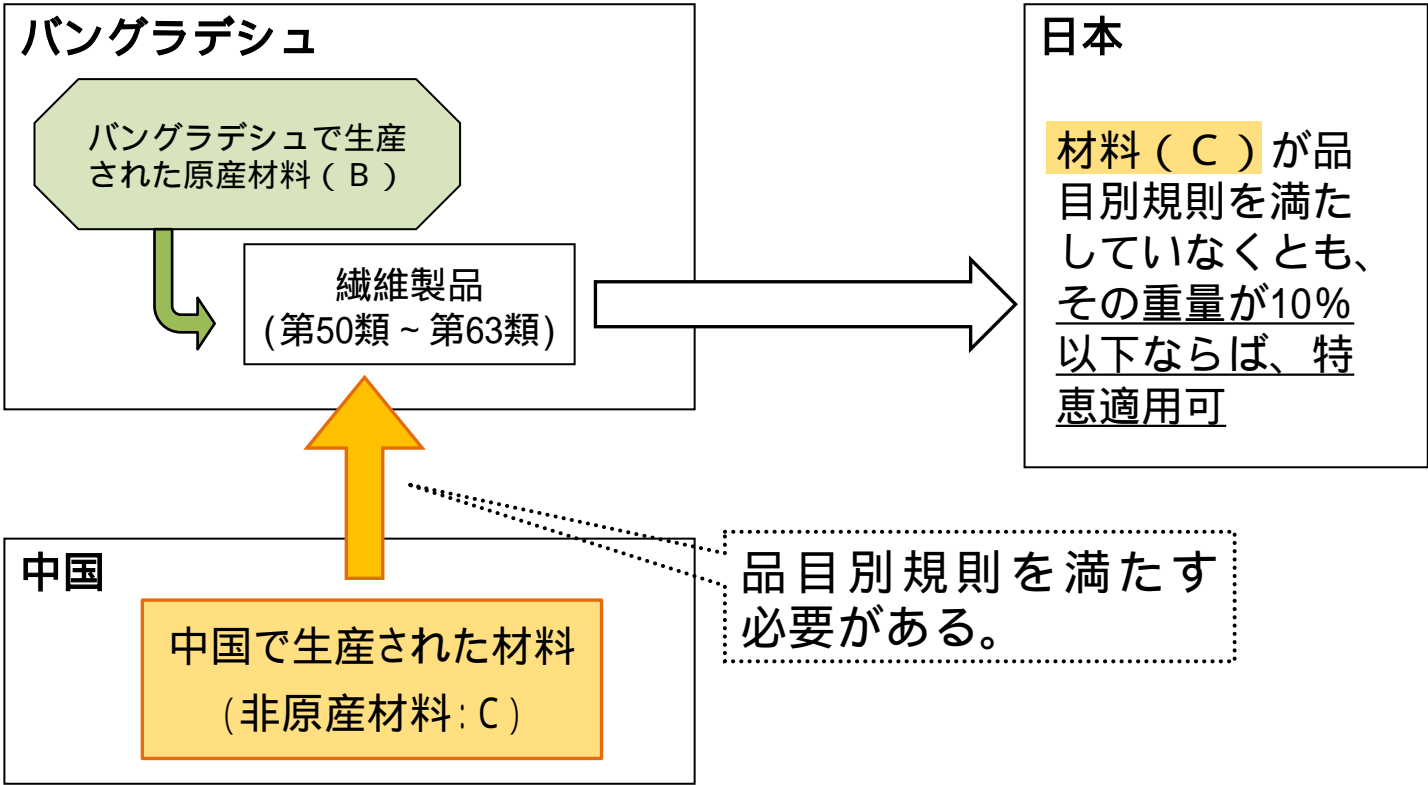 バングラデシュ
バングラデシュで生産
された原産材料(B)
繊維製品
(第50類~第63類)
日本
材料(C)が品
目別規則を満た
していなくとも、
その重量が10%
以下ならば、特
恵適用可
中国
中国で生産された材料
(非原産材料:C)
品目別規則を満たす
必要がある。